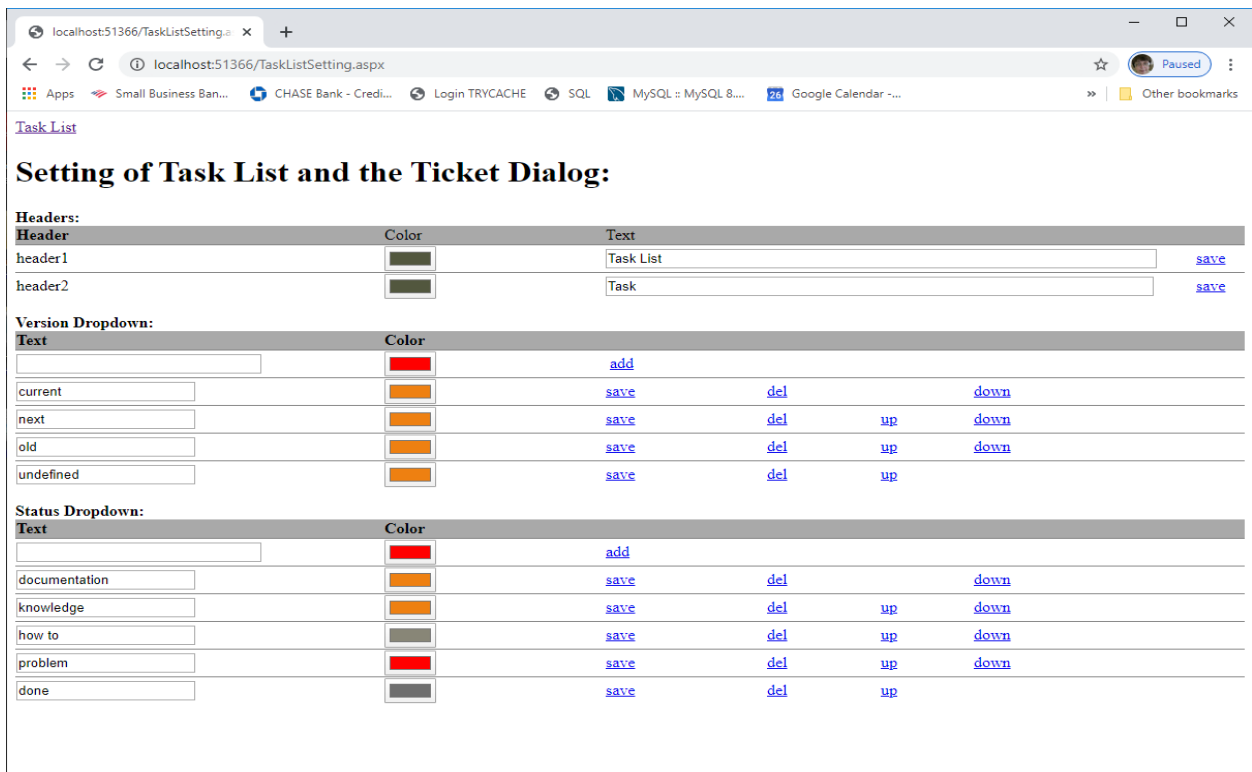 localhost:51366/TaskListSetting.a
localhost:51366/TaskListSetting.aspx Paused
Apps Small Business Ban... CHASE Bank - Credi... Login TRYCACHE SQL MySQL :: MySQL 8.... 26 Google Calendar -... » Other bookmarks
Task List
Setting of Task List and the Ticket Dialog:
Headers:
Header Color Text
header1 Task List save
header2 Task save
Version Dropdown:
Text Color
add
current save del down
next save del up down
old save del up down
undefined save del up
Status Dropdown:
Text Color
add
documentation save del down
knowledge save del up down
how to save del up down
problem save del up down
done save del up